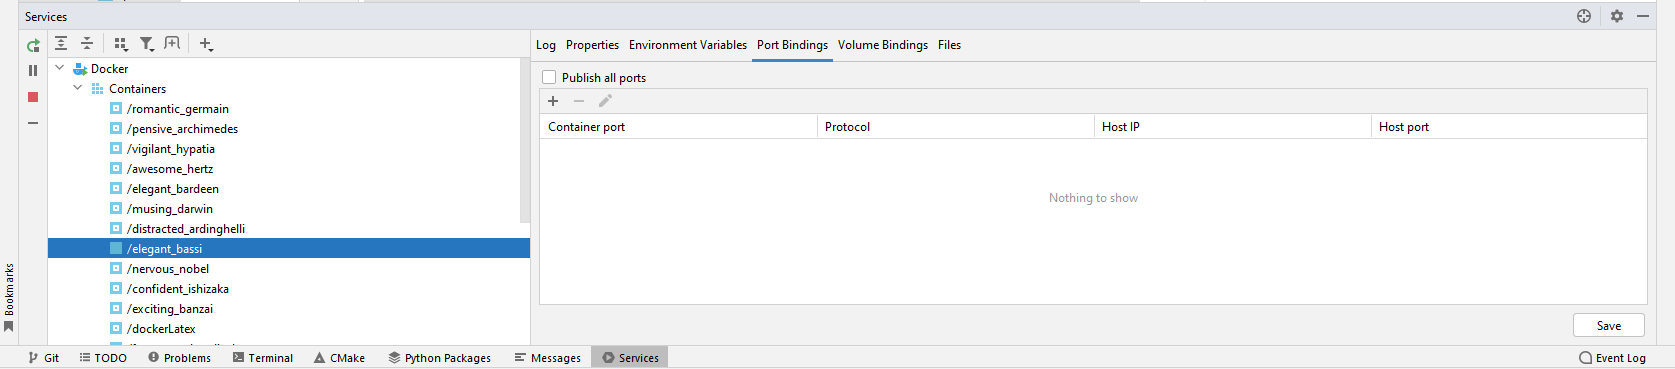 Services
Docker
Containers
/romantic_germain
/pensive_archimedes
/vigilant_hypatia
/awesome_hertz
/elegant_bardeen
/musing_darwin
/distracted_ardinghelli
/elegant_bassi
/nervous_nobel
/confident_ishizaka
/exciting_banzai
/dockerLatex
Log Properties Environment Variables Port Bindings Volume Bindings Files
Publish all ports
Container port Protocol Host IP Host port
Nothing to show
Save
Bookmarks
Git TODO Problems Terminal CMake Python Packages Messages Services Event Log